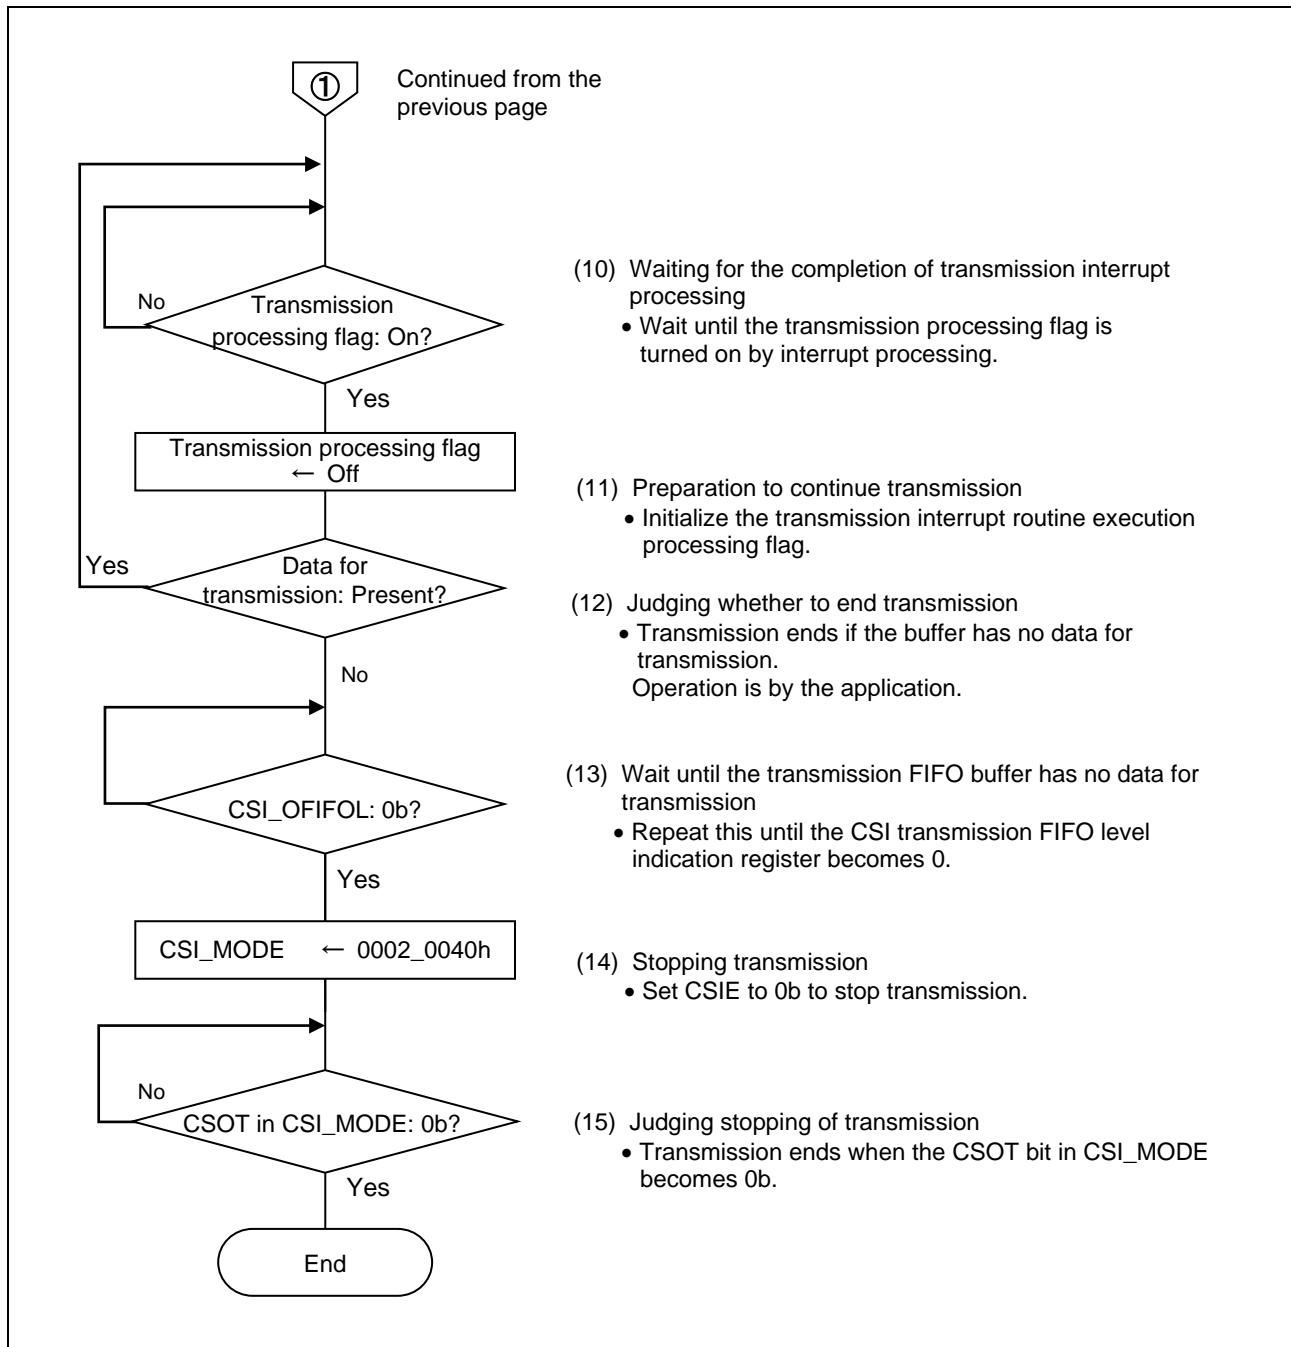 ①
Continued from the
previous page
(10) Waiting for the completion of transmission interrupt
processing
• Wait until the transmission processing flag is
turned on by interrupt processing.
No
Transmission
processing flag: On?
Yes
Transmission processing flag
← Off
(11) Preparation to continue transmission
• Initialize the transmission interrupt routine execution
processing flag.
Yes
Data for
transmission: Present?
(12) Judging whether to end transmission
• Transmission ends if the buffer has no data for
transmission.
Operation is by the application.
No
(13) Wait until the transmission FIFO buffer has no data for
transmission
• Repeat this until the CSI transmission FIFO level
indication register becomes 0.
CSI_OFIFOL: 0b?
Yes
CSI_MODE ← 0002_0040h
(14) Stopping transmission
• Set CSIE to 0b to stop transmission.
No
CSOT in CSI_MODE: 0b?
(15) Judging stopping of transmission
• Transmission ends when the CSOT bit in CSI_MODE
becomes 0b.
Yes
End